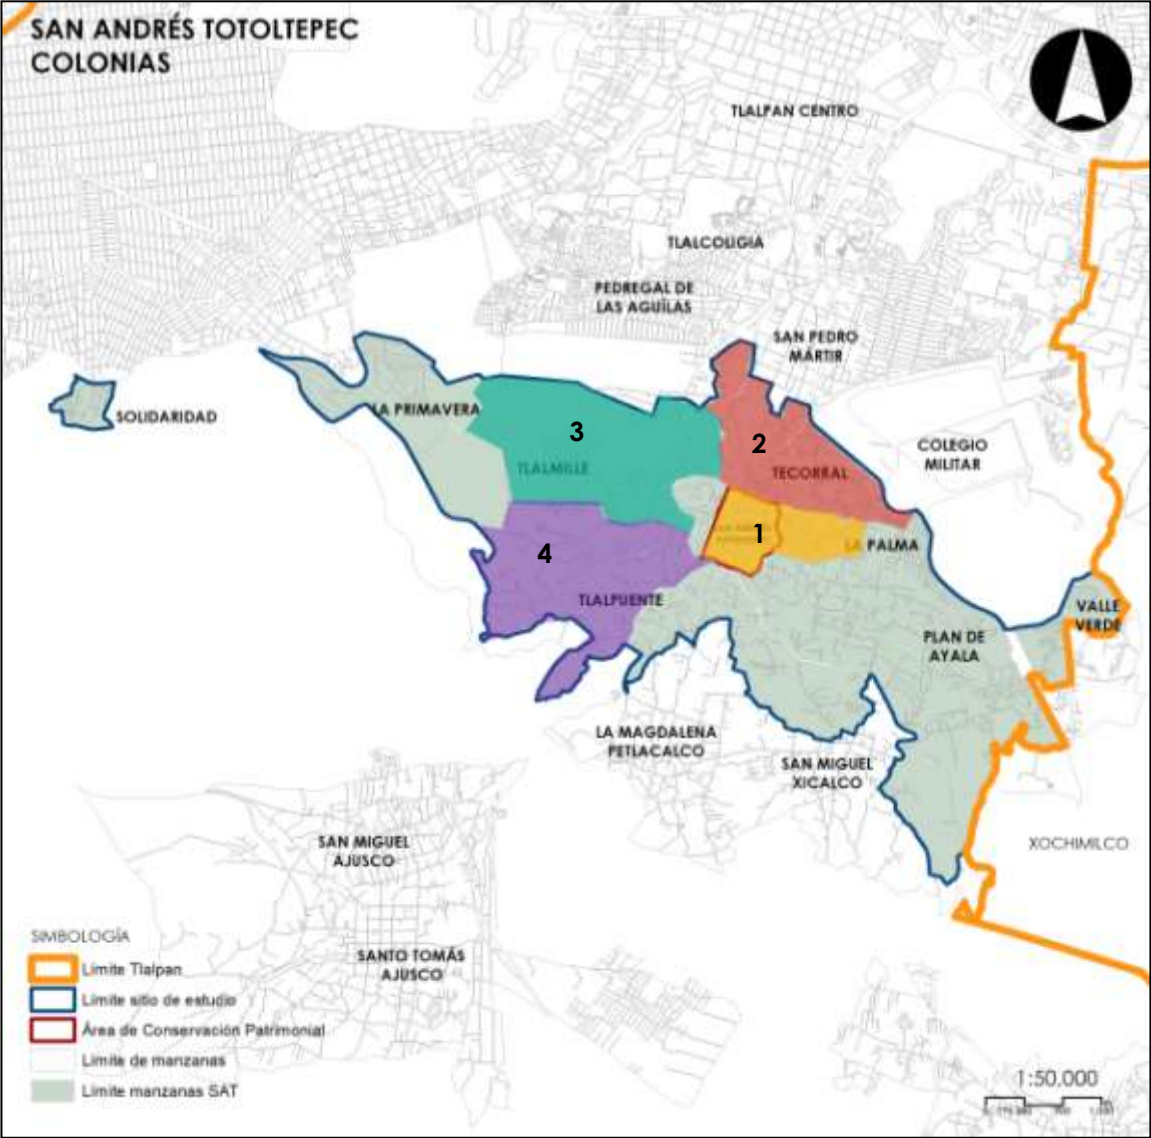 SAN ANDRÉS TOTOLTEPEC
COLONIAS
TLALPAN CENTRO
TLALCOLIGIA
PEDREGAL DE
LAS AGUÍLAS
SAN PEDRO
MÁRTIR
SOLIDARIDAD
LA PRIMAVERA
3
2
COLEGIO
MILITAR
TLALMILLE
TECORRAL
1
LA PALMA
4
TLALPUENTE
VALLE
VERDE
PLAN DE
AYALA
LA MAGDALENA
PETLACALCO
SAN MIGUEL
XICALCO
SAN MIGUEL
AJUSCO
XOCHIMILCO
SANTO TOMÁS
AJUSCO
SIMBOLOGÍA
Límite Tlalpan
Límite sitio de estudio
Área de Conservación Patrimonial
Límite de manzanas
Límite manzanas SAT
1:50,000